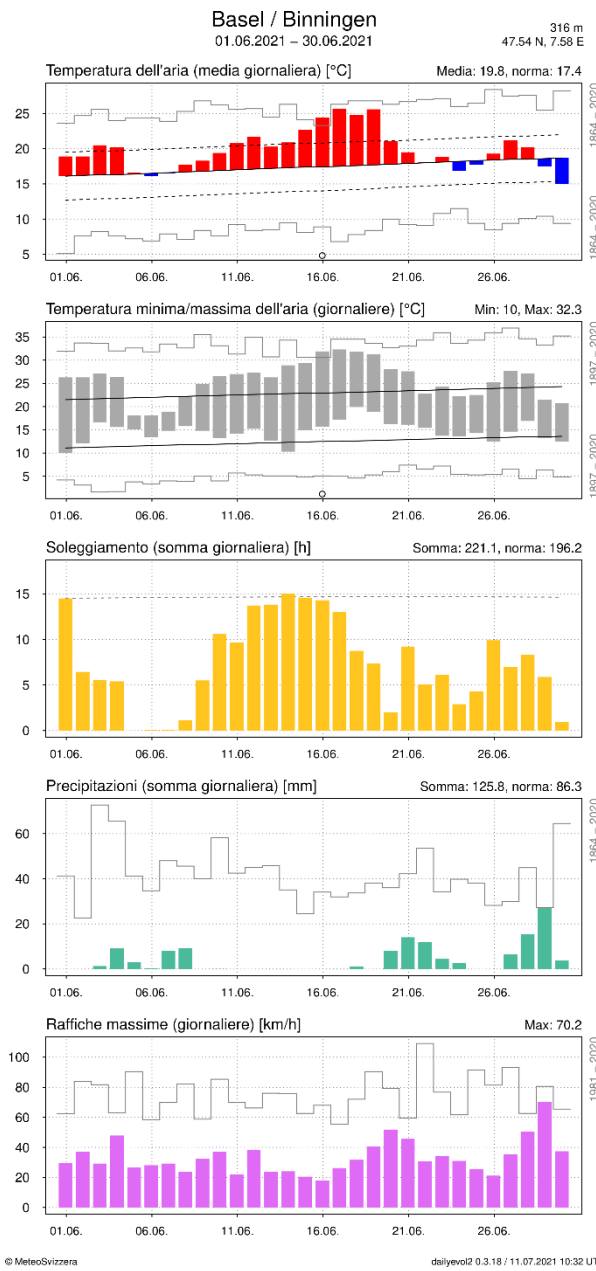 Basel / Binningen
01.06.2021 – 30.06.2021
316 m
47.54 N, 7.58 E
Temperatura dell'aria (media giornaliera) [°C]
Media: 19.8, norma: 17.4
25
20
15
10
5
1864 – 2020
1864 – 2020
01.06. 06.06. 11.06. 16.06. 21.06. 26.06.
Temperatura minima/massima dell'aria (giornaliere) [°C]
Min: 10, Max: 32.3
35
30
25
20
15
10
5
1897 – 2020
1897 – 2020
01.06. 06.06. 11.06. 16.06. 21.06. 26.06.
Soleggiamento (somma giornaliera) [h]
Somma: 221.1, norma: 196.2
15
10
5
0
01.06. 06.06. 11.06. 16.06. 21.06. 26.06.
Precipitazioni (somma giornaliera) [mm]
Somma: 125.8, norma: 86.3
60
40
20
0
1864 – 2020
01.06. 06.06. 11.06. 16.06. 21.06. 26.06.
Raffiche massime (giornaliere) [km/h]
Max: 70.2
100
80
60
40
20
0
1981 – 2020
01.06. 06.06. 11.06. 16.06. 21.06. 26.06.
© MeteoSvizzera
dailyevol2 0.3.18 / 11.07.2021 10:32 UT